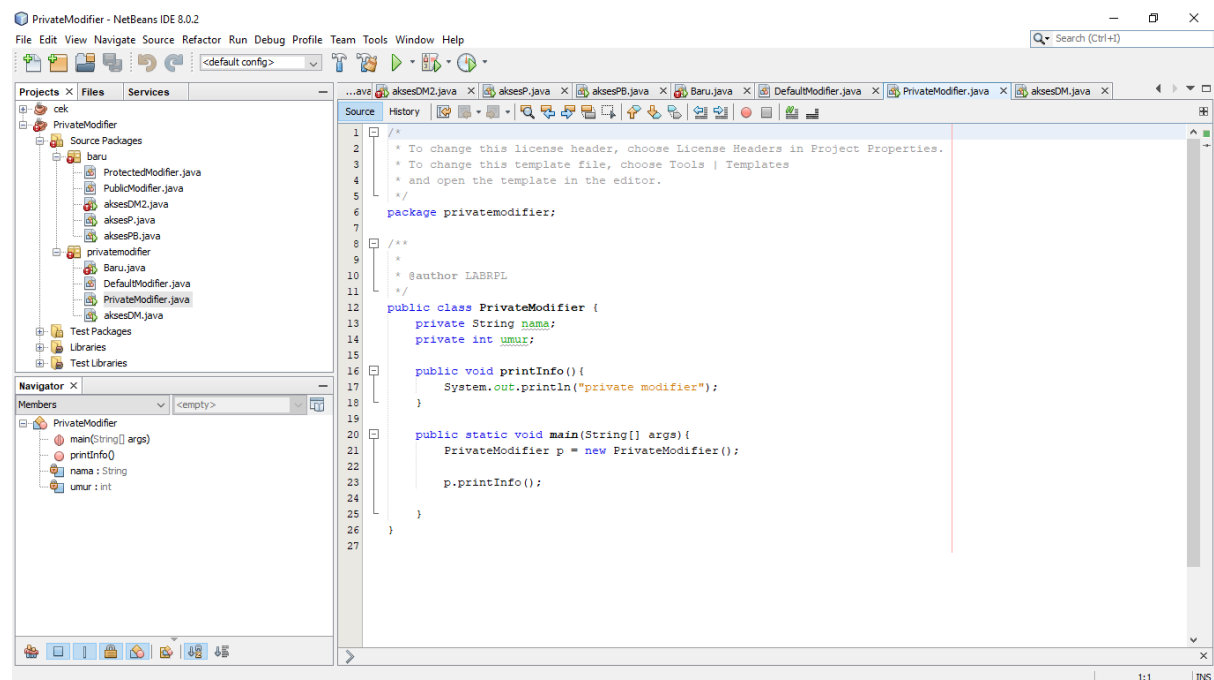 PrivateModifier - NetBeans IDE 8.0.2
File Edit View Navigate Source Refactor Run Debug Profile Team Tools Window Help
Search (Ctrl+I)
<default config>
Projects Files Services
cek
PrivateModifier
Source Packages
baru
ProtectedModifier.java
PublicModifier.java
aksesDM2.java
aksesP.java
aksesPB.java
privatemodifier
Baru.java
DefaultModifier.java
PrivateModifier.java
aksesDM.java
Test Packages
Libraries
Test Libraries
Navigator
Members <empty>
PrivateModifier
main(String[] args)
printInfo()
nama : String
umur : int
...ava aksesDM2.java aksesP.java aksesPB.java Baru.java DefaultModifier.java PrivateModifier.java aksesDM.java
Source History
1 /*
2 * To change this license header, choose License Headers in Project Properties.
3 * To change this template file, choose Tools | Templates
4 * and open the template in the editor.
5 */
6 package privatemodifier;
7
8 /**
9 *
10 * @author LABRPL
11 */
12 public class PrivateModifier {
13 private String nama;
14 private int umur;
15
16 public void printInfo(){
17 System.out.println("private modifier");
18 }
19
20 public static void main(String[] args){
21 PrivateModifier p = new PrivateModifier();
22
23 p.printInfo();
24
25 }
26 }
27
1:1 INS